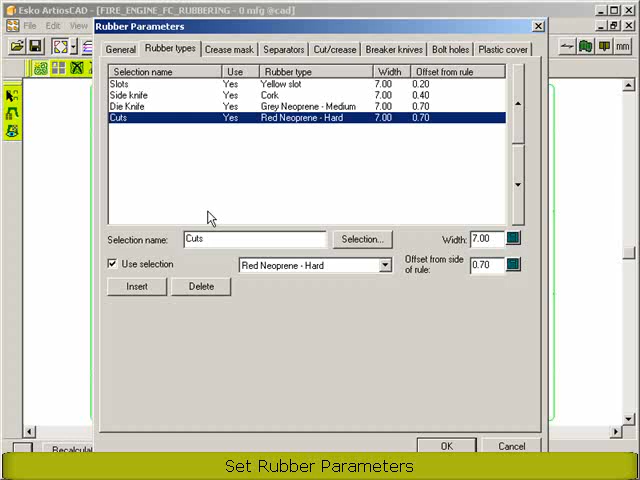 Esko ArtiosCAD - [FIRE_ENGINE_FC_RUBBERING - 0 mfg @cad]
File Edit View
Rubber Parameters
General Rubber types Crease mask Separators Cut/crease Breaker knives Bolt holes Plastic cover
mm
Selection name Use Rubber type Width Offset from rule
Slots Yes Yellow slot 7.00 0.20
Side knife Yes Cork 7.00 0.40
Die Knife Yes Grey Neoprene - Medium 7.00 0.70
Cuts Yes Red Neoprene - Hard 7.00 0.70
Selection name: Cuts Selection... Width: 7.00
Use selection Red Neoprene - Hard Offset from side of rule: 0.70
Insert Delete
OK Cancel
Recalculat
Set Rubber Parameters